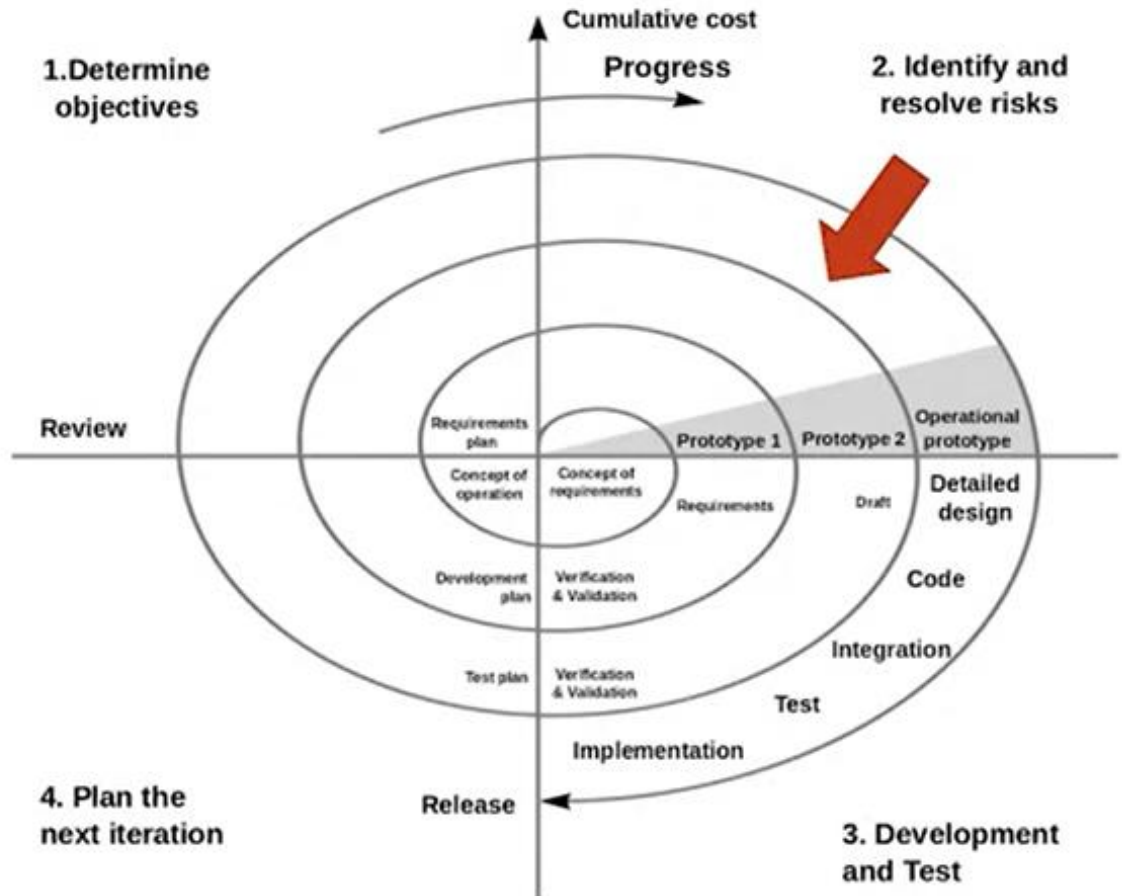 Cumulative cost
Progress
1.Determine
objectives
2. Identify and
resolve risks
Review
Requirements
plan
Concept of
operation
Concept of
requirements
Prototype 1
Prototype 2
Operational
prototype
Requirements
Draft
Detailed
design
Development
plan
Verification
& Validation
Code
Test plan
Verification
& Validation
Integration
Test
Implementation
Release
4. Plan the
next iteration
3. Development
and Test